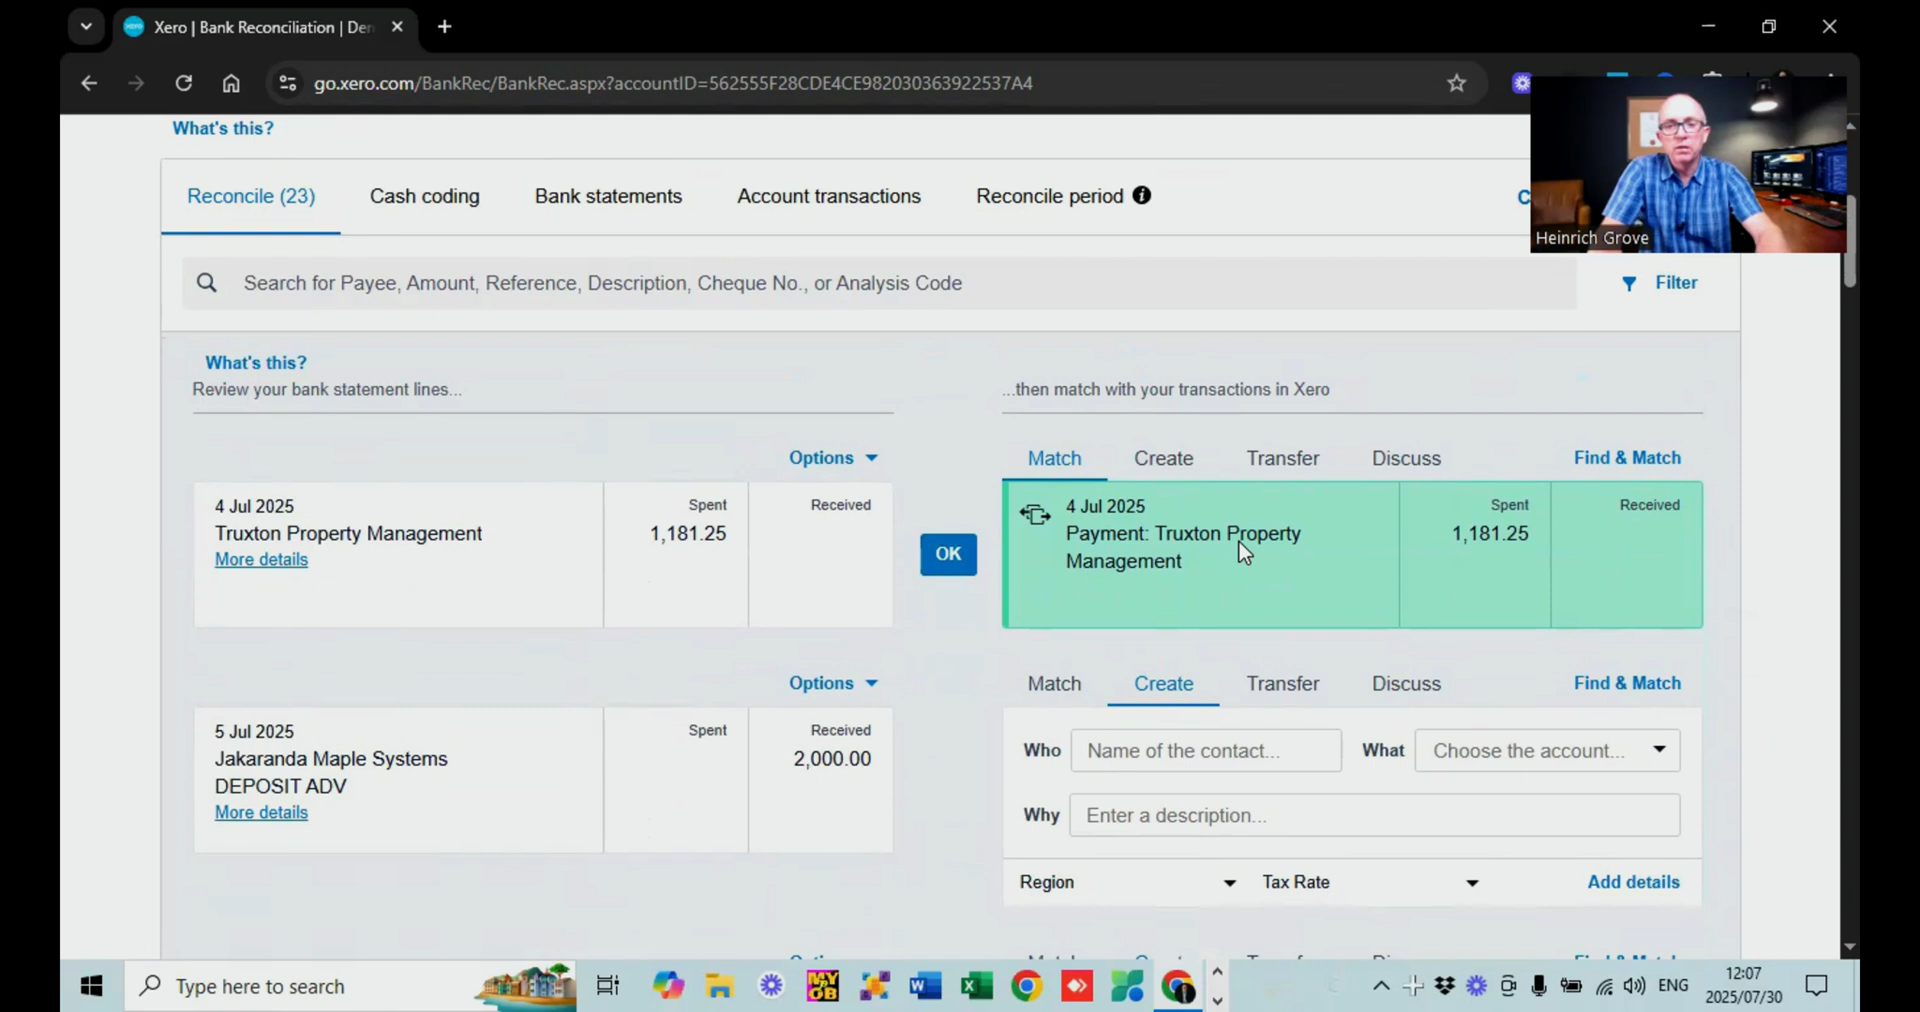 Xero | Bank Reconciliation | Den
go.xero.com/BankRec/BankRec.aspx?accountID=562555F28CDE4CE982030363922537A4
What's this?
Reconcile (23) Cash coding Bank statements Account transactions Reconcile period
Heinrich Grove
Search for Payee, Amount, Reference, Description, Cheque No., or Analysis Code
Filter
What's this?
Review your bank statement lines... ...then match with your transactions in Xero
Options Match Create Transfer Discuss Find & Match
4 Jul 2025 Spent Received
Truxton Property Management 1,181.25
More details
OK
4 Jul 2025 Spent Received
Payment: Truxton Property 1,181.25
Management
Options Match Create Transfer Discuss Find & Match
5 Jul 2025 Spent Received
Jakaranda Maple Systems 2,000.00
DEPOSIT ADV
More details
Who Name of the contact... What Choose the account...
Why Enter a description...
Region Tax Rate Add details
Type here to search
MYOB
ENG
12:07
2025/07/30